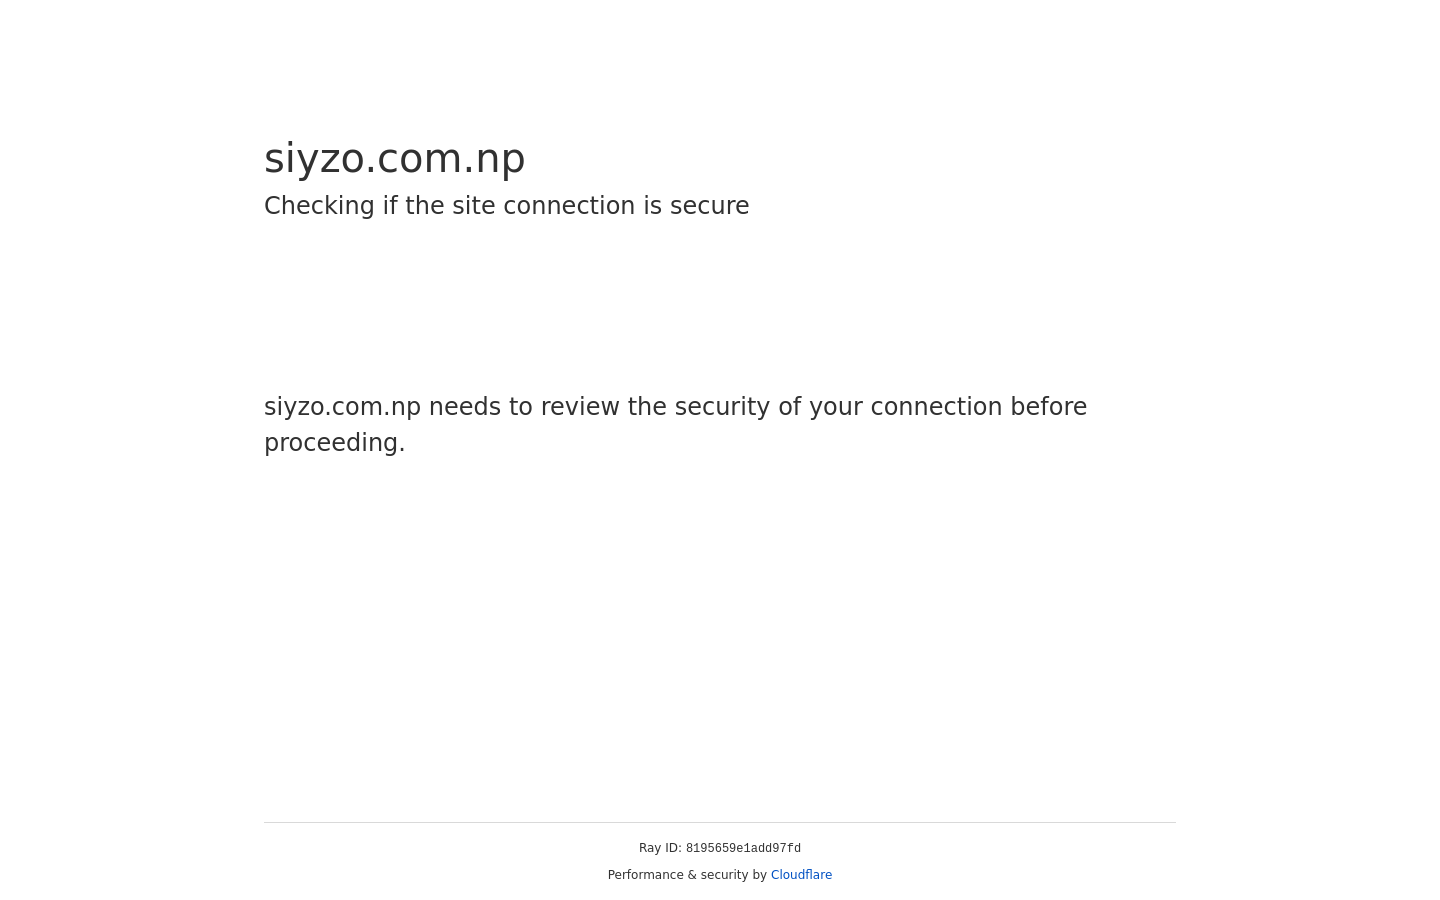 siyzo.com.np
Checking if the site connection is secure
siyzo.com.np needs to review the security of your connection before
proceeding.
Ray ID: 8195659e1add97fd
Performance & security by Cloudflare